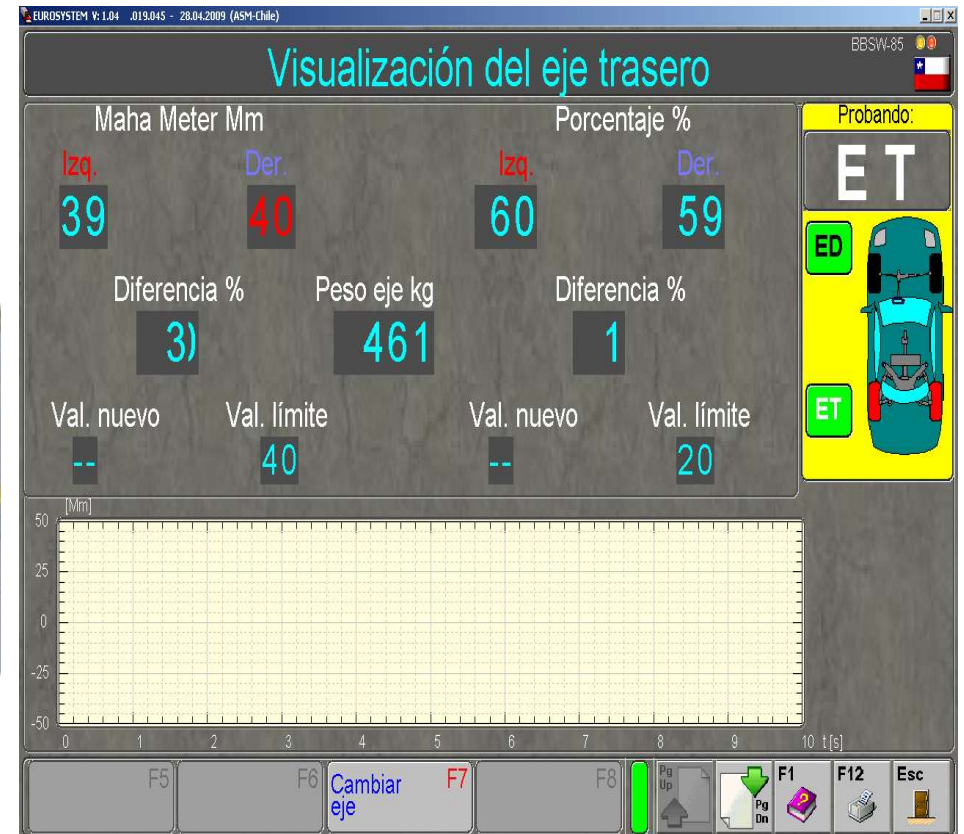 EUROSYSTEM V: 1.04 .019.045 - 28.04.2009 (ASM-Chile)
Visualización del eje trasero
BBSW-85
Maha Meter Mm
Porcentaje %
Probando:
Izq. Der. Izq. Der.
E T
39 40 60 59
ED
Diferencia % Peso eje kg Diferencia %
3) 461 1
Val. nuevo Val. límite Val. nuevo Val. límite
ET
-- 40 -- 20
[Mm]
50
25
0
-25
-50
0 1 2 3 4 5 6 7 8 9 10 t[s]
F5 F6 Cambiar eje F7 F8 Pg Up Pg Dn F1 F12 Esc